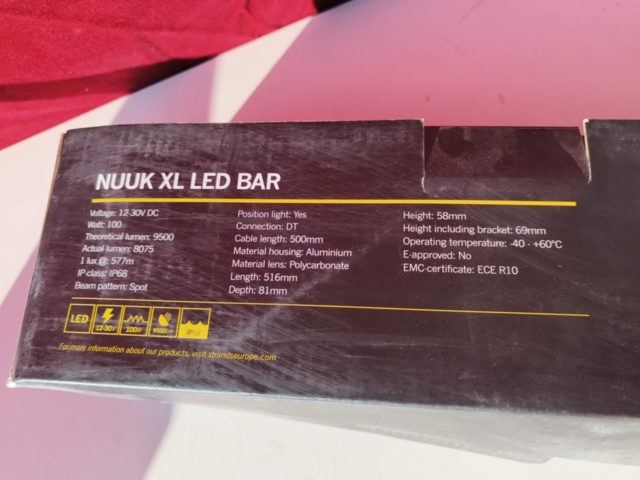 NUUK XL LED BAR
Voltage: 12-30V DC
Watt: 100
Theoretical lumen: 9500
Actual lumen: 8075
1 lux @: 577m
IP-class: IP68
Beam pattern: Spot
Position light: Yes
Connection: DT
Cable length: 500mm
Material housing: Aluminium
Material lens: Polycarbonate
Length: 516mm
Depth: 81mm
Height: 58mm
Height including bracket: 69mm
Operating temperature: -40 - +60°C
E-approved: No
EMC-certificate: ECE R10
LED
12-30V
100W
9500LM
IP68
For more information about our products, visit strandseurope.com